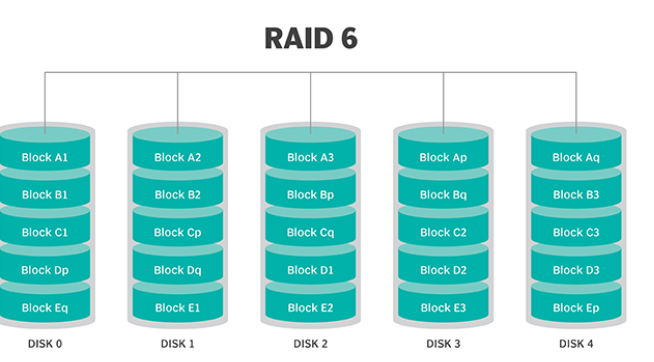 RAID 6
Block A1 Block A2 Block A3 Block Ap Block Aq
Block B1 Block B2 Block Bp Block Bq Block B3
Block C1 Block Cp Block Cq Block C2 Block C3
Block Dp Block Dq Block D1 Block D2 Block D3
Block Eq Block E1 Block E2 Block E3 Block Ep
DISK 0 DISK 1 DISK 2 DISK 3 DISK 4